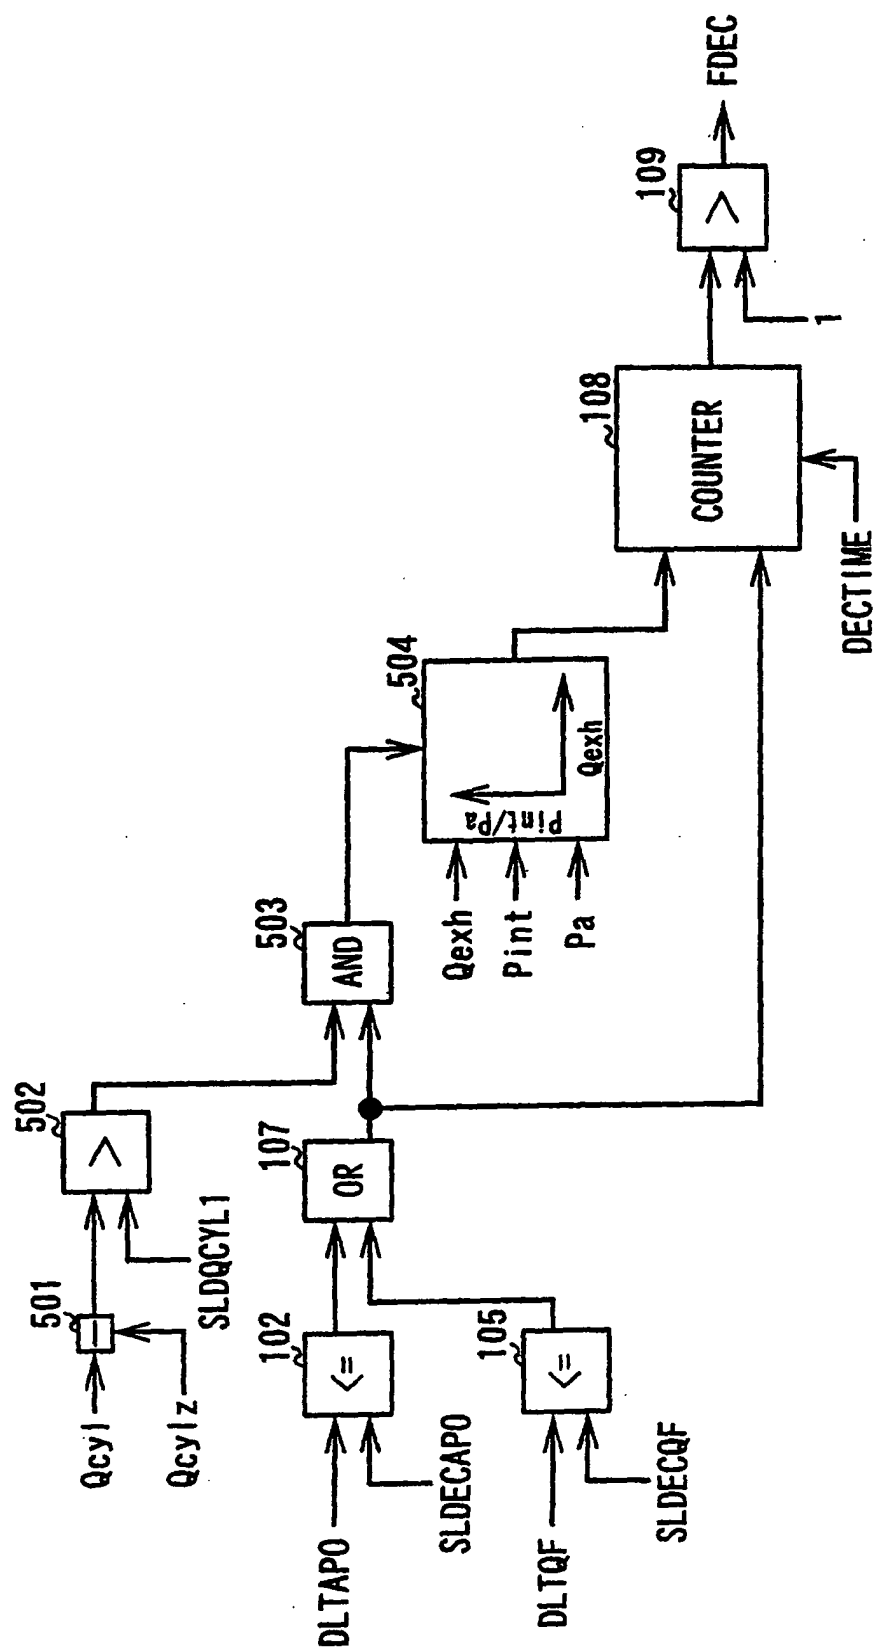 Qcyl
Qcylz
501
SLDQCYL1
502
>
DLTAPO
SLDECAPO
102
<=
DLTQF
SLDECQF
105
<=
107
OR
503
AND
Qexh
Pint
Pa
504
Pint/Pa
Qexh
108
COUNTER
DECTIME
1
109
>
FDEC